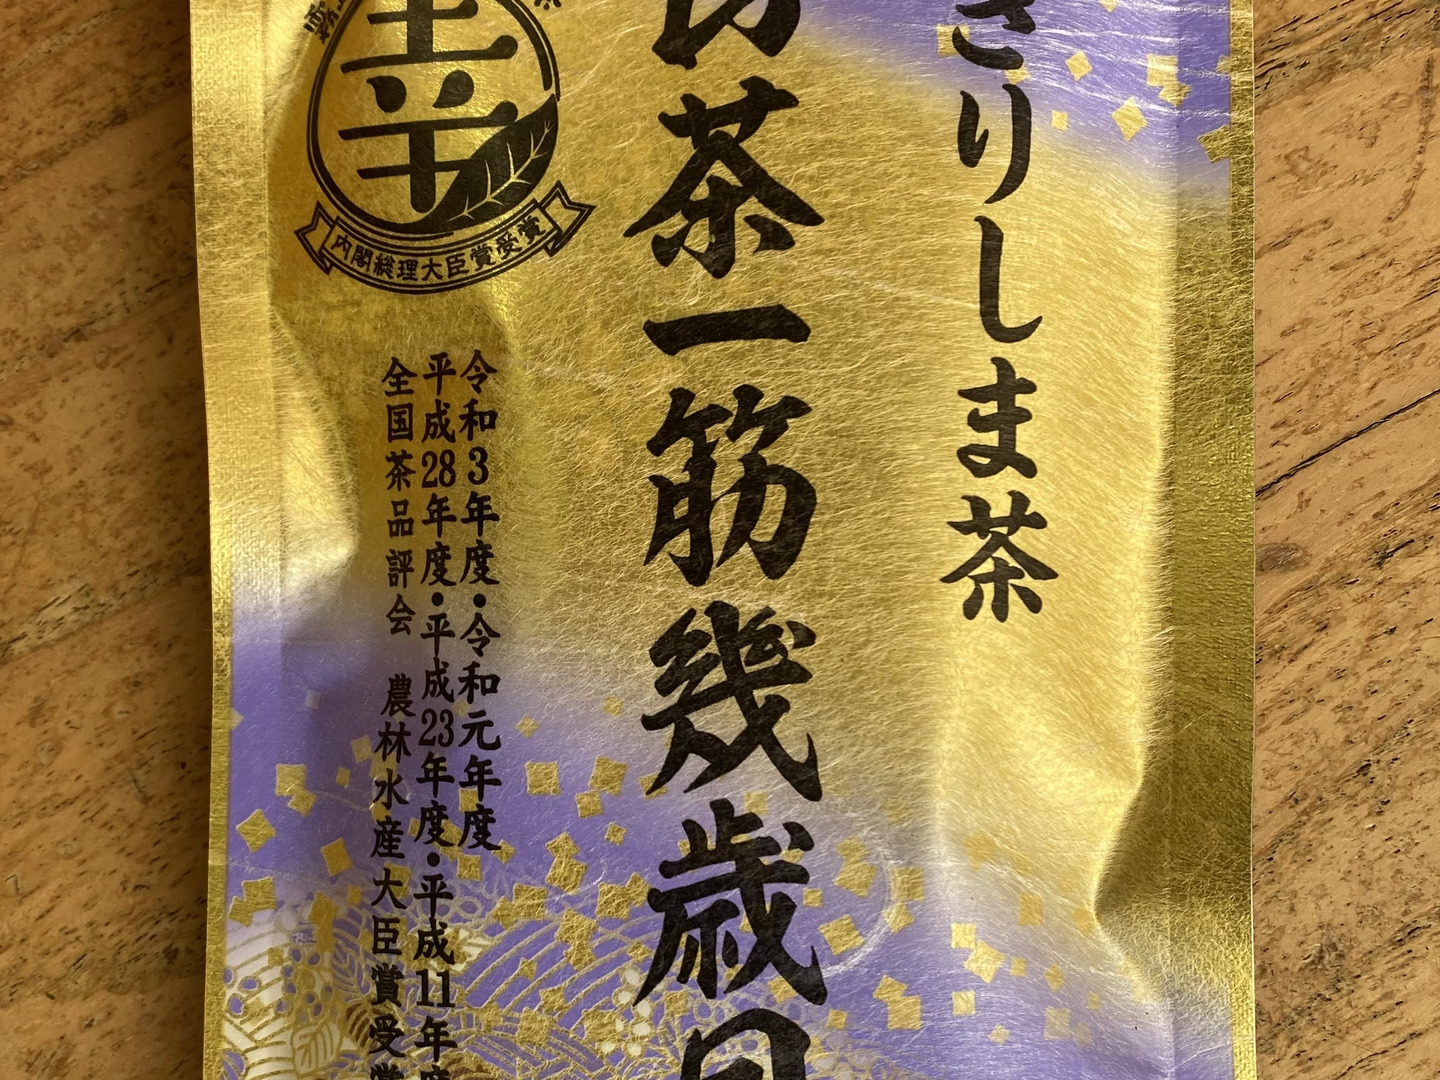 きりしま茶
茶一筋幾歳月
内閣総理大臣賞受賞
令和3年度・令和元年度
平成28年度・平成23年度・平成11年度
全国茶品評会 農林水産大臣賞受賞